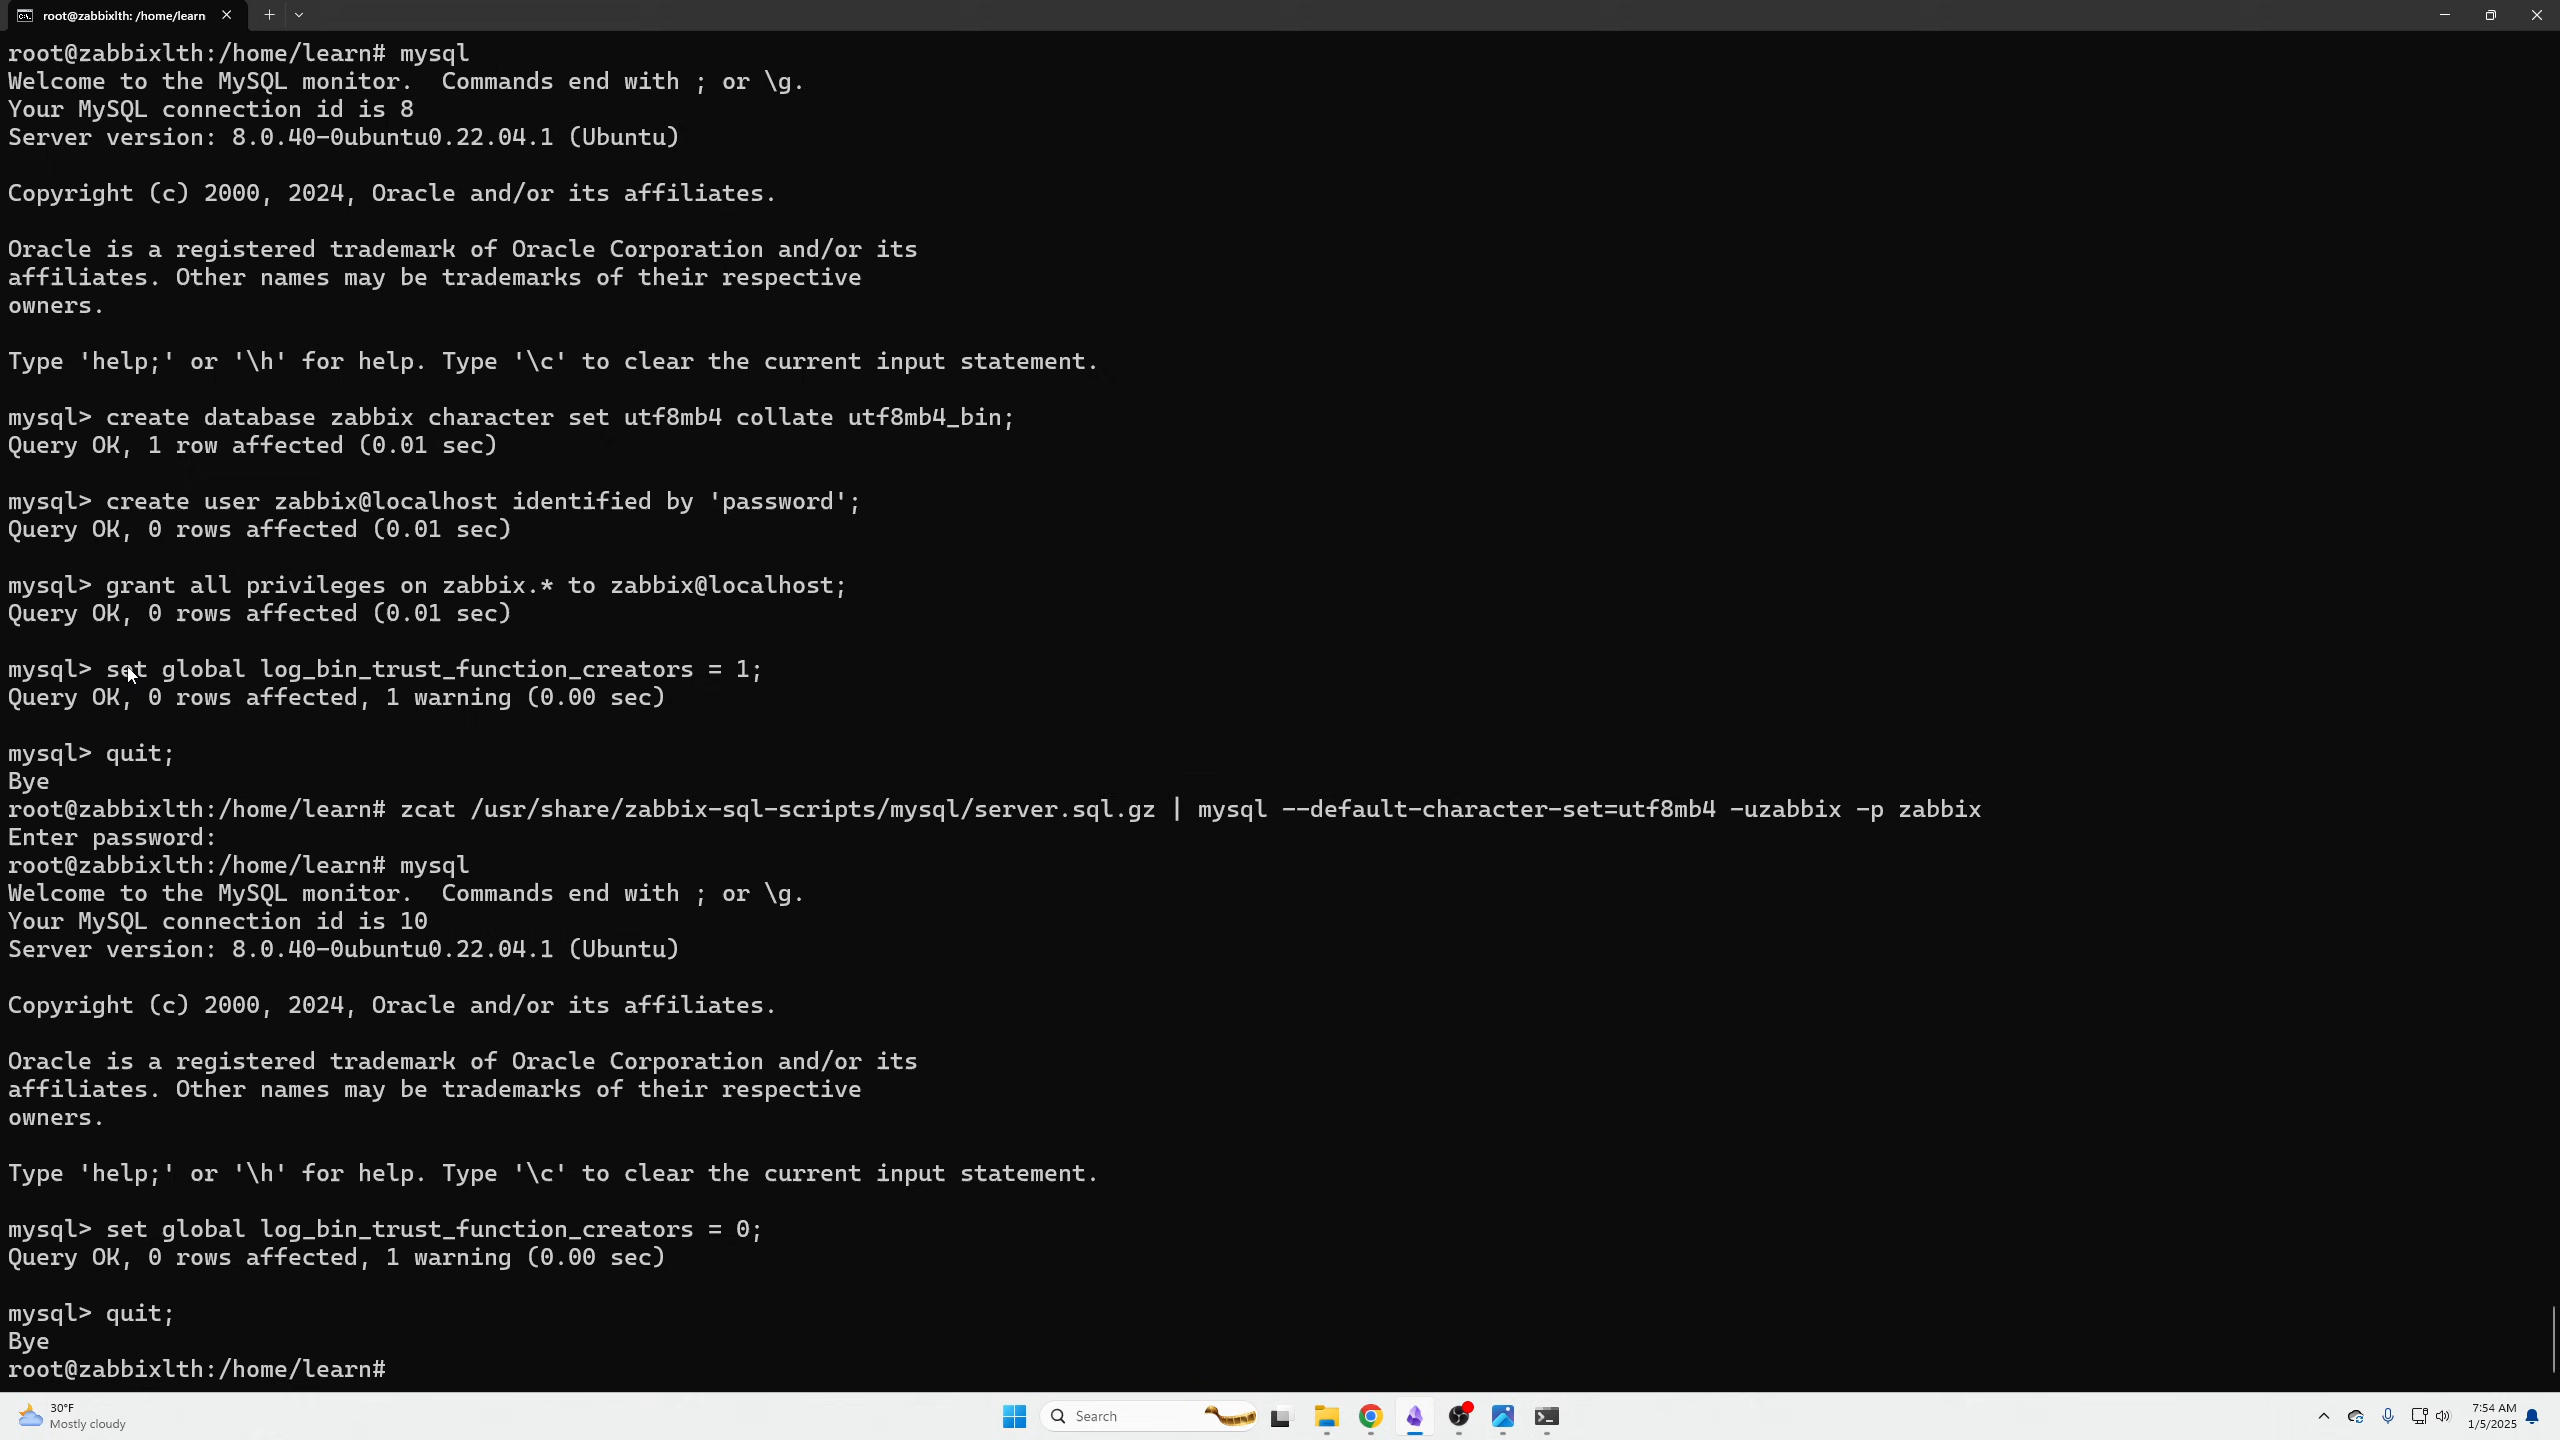 root@zabbixlth: /home/learn
root@zabbixlth:/home/learn# mysql
Welcome to the MySQL monitor.  Commands end with ; or \g.
Your MySQL connection id is 8
Server version: 8.0.40-0ubuntu0.22.04.1 (Ubuntu)
Copyright (c) 2000, 2024, Oracle and/or its affiliates.
Oracle is a registered trademark of Oracle Corporation and/or its
affiliates. Other names may be trademarks of their respective
owners.
Type 'help;' or '\h' for help. Type '\c' to clear the current input statement.
mysql> create database zabbix character set utf8mb4 collate utf8mb4_bin;
Query OK, 1 row affected (0.01 sec)
mysql> create user zabbix@localhost identified by 'password';
Query OK, 0 rows affected (0.01 sec)
mysql> grant all privileges on zabbix.* to zabbix@localhost;
Query OK, 0 rows affected (0.01 sec)
mysql> set global log_bin_trust_function_creators = 1;
Query OK, 0 rows affected, 1 warning (0.00 sec)
mysql> quit;
Bye
root@zabbixlth:/home/learn# zcat /usr/share/zabbix-sql-scripts/mysql/server.sql.gz | mysql --default-character-set=utf8mb4 -uzabbix -p zabbix
Enter password:
root@zabbixlth:/home/learn# mysql
Welcome to the MySQL monitor.  Commands end with ; or \g.
Your MySQL connection id is 10
Server version: 8.0.40-0ubuntu0.22.04.1 (Ubuntu)
Copyright (c) 2000, 2024, Oracle and/or its affiliates.
Oracle is a registered trademark of Oracle Corporation and/or its
affiliates. Other names may be trademarks of their respective
owners.
Type 'help;' or '\h' for help. Type '\c' to clear the current input statement.
mysql> set global log_bin_trust_function_creators = 0;
Query OK, 0 rows affected, 1 warning (0.00 sec)
mysql> quit;
Bye
root@zabbixlth:/home/learn#
30°F
Mostly cloudy
Search
7:54 AM
1/5/2025